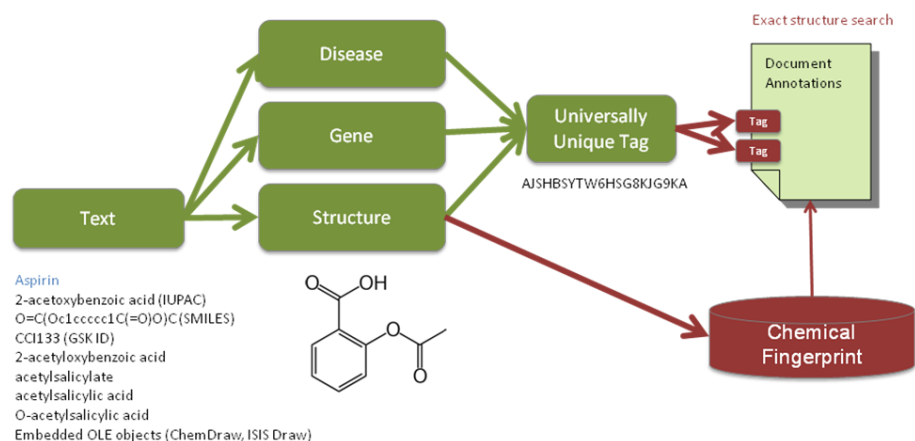 Exact structure search
Disease
Document
Annotations
Universally
Unique Tag
Tag
Gene
Tag
AJSHBSYTW6HSG8KJG9KA
Text
Structure
Aspirin
2-acetoxybenzoic acid (IUPAC)
O=C(Oc1ccccc1C(=O)O)C(SMILES)
CCI133 (GSK ID)
2-acetyloxybenzoic acid
acetylsalicylate
acetylsalicylic acid
O-acetylsalicylic acid
Embedded OLE objects (ChemDraw, ISIS Draw)
O
OH
O
O
Chemical
Fingerprint